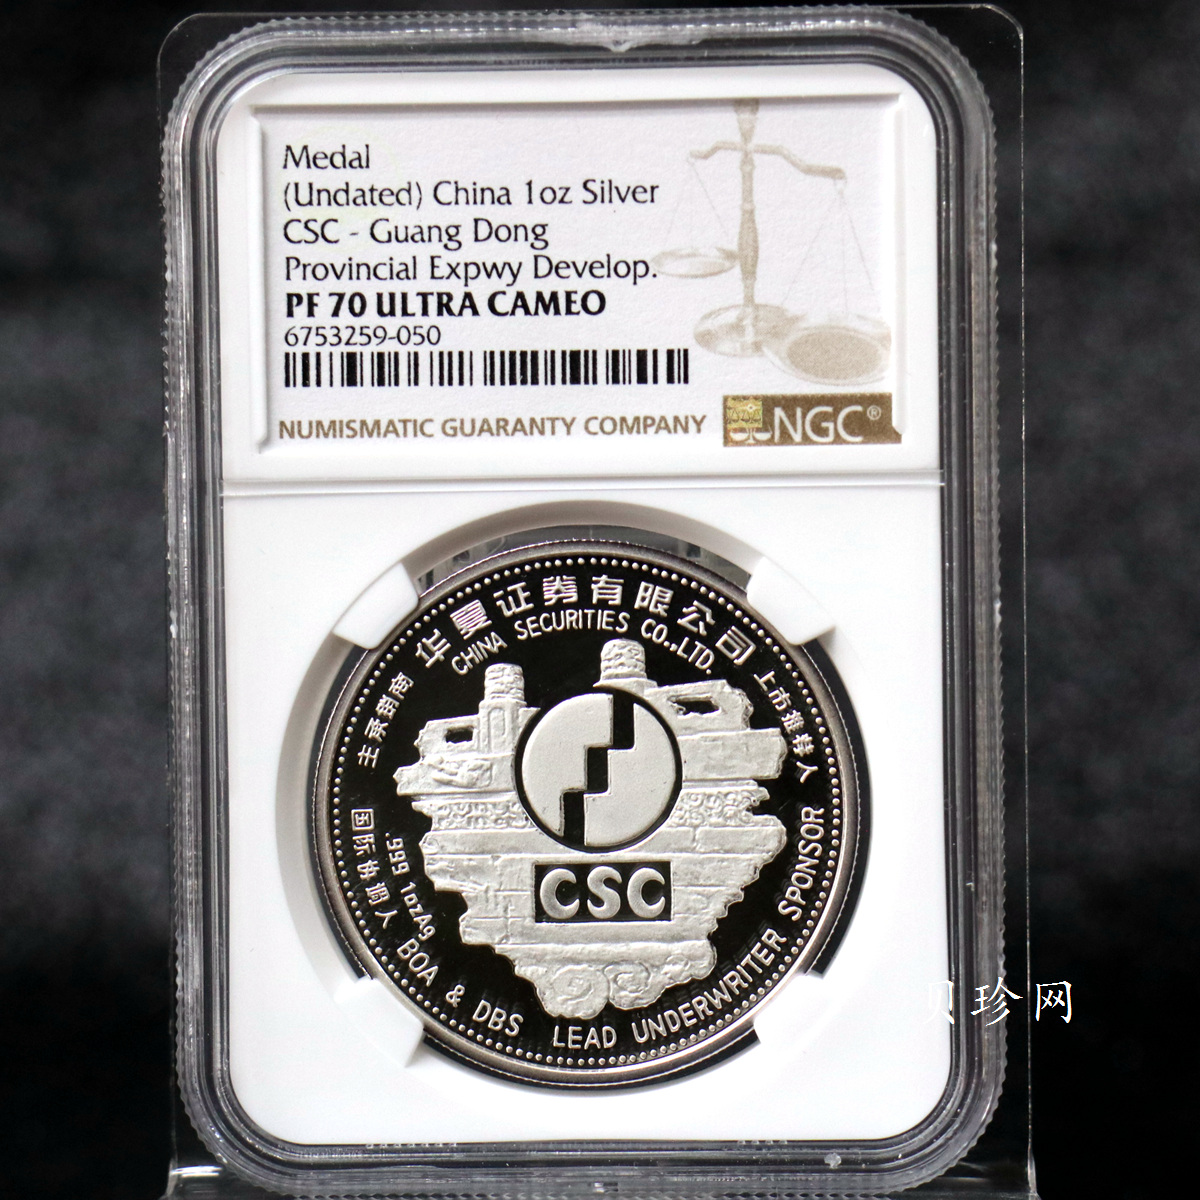 Medal
(Undated) China 1oz Silver
CSC - Guang Dong
Provincial Expwy Develop.
PF 70 ULTRA CAMEO
6753259-050
NUMISMATIC GUARANTY COMPANY
NGC®
主承销商 华夏证券有限公司 上市推荐人
CHINA SECURITIES CO.,LTD.
CSC
.999 1ozAg
国际协调人 BOA & DBS LEAD UNDERWRITER SPONSOR
贝珍网